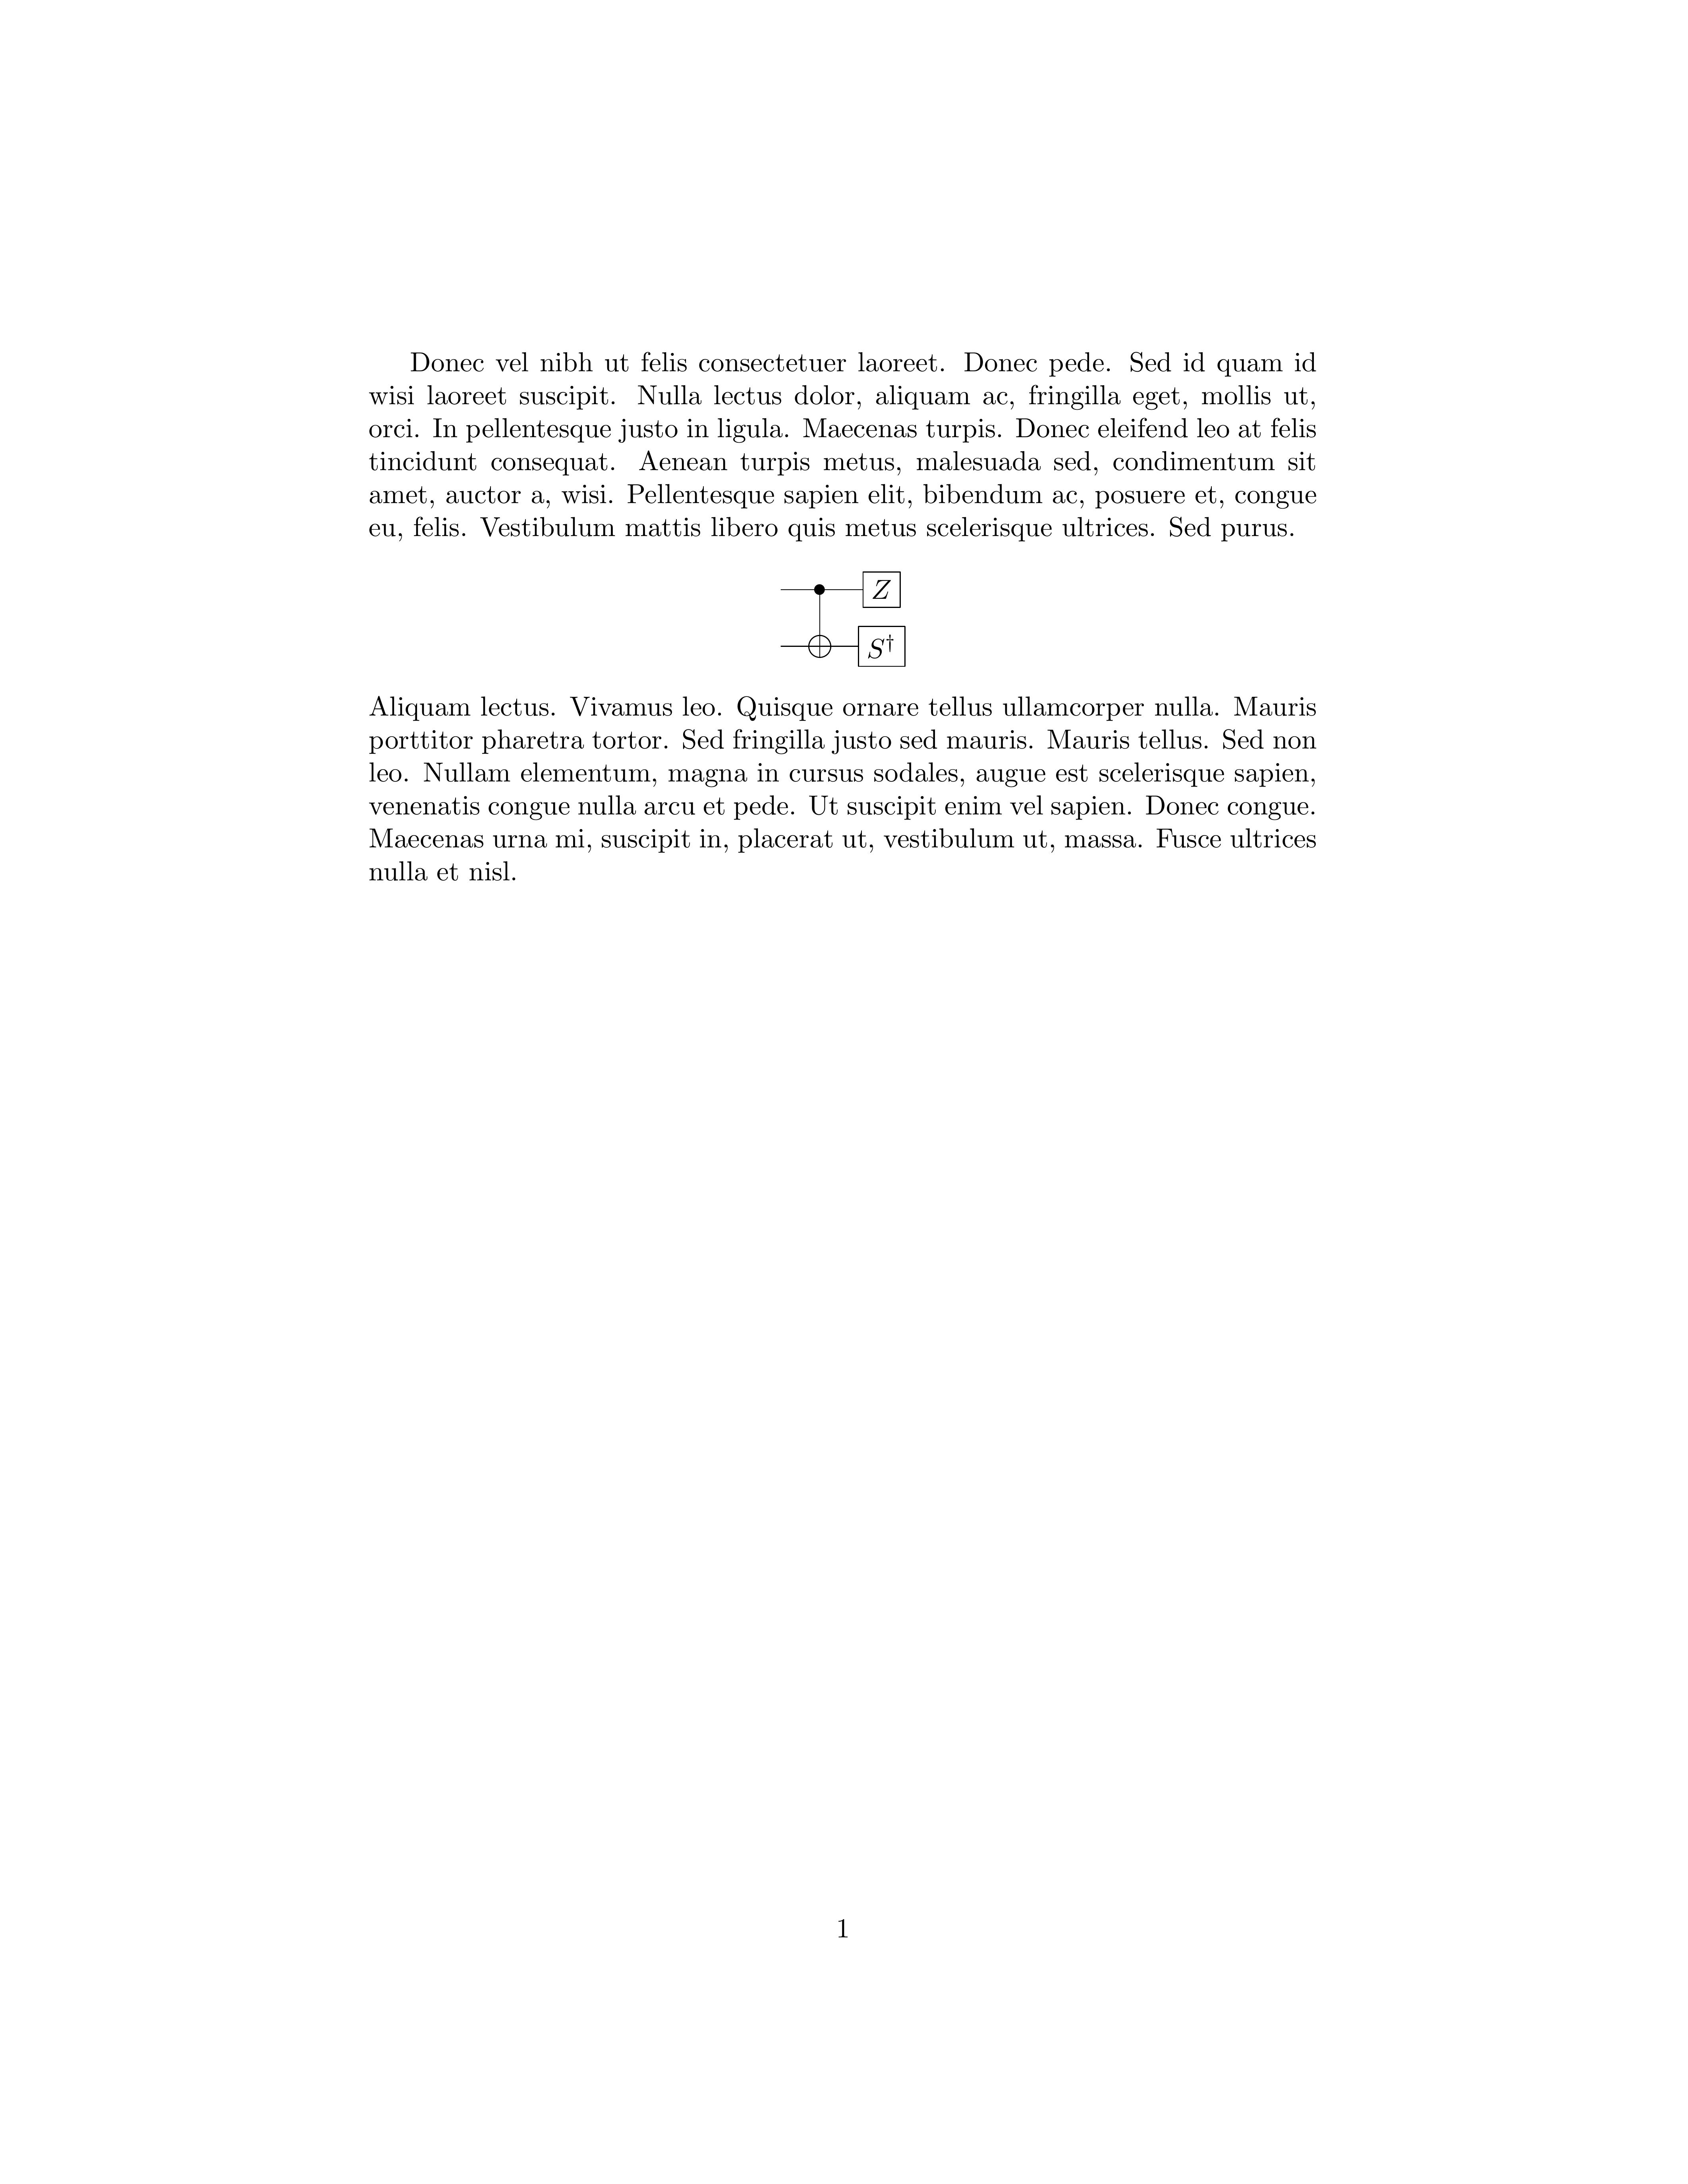 Donec vel nibh ut felis consectetuer laoreet. Donec pede. Sed id quam id
wisi laoreet suscipit. Nulla lectus dolor, aliquam ac, fringilla eget, mollis ut,
orci. In pellentesque justo in ligula. Maecenas turpis. Donec eleifend leo at felis
tincidunt consequat. Aenean turpis metus, malesuada sed, condimentum sit
amet, auctor a, wisi. Pellentesque sapien elit, bibendum ac, posuere et, congue
eu, felis. Vestibulum mattis libero quis metus scelerisque ultrices. Sed purus.
Z
S†
Aliquam lectus. Vivamus leo. Quisque ornare tellus ullamcorper nulla. Mauris
porttitor pharetra tortor. Sed fringilla justo sed mauris. Mauris tellus. Sed non
leo. Nullam elementum, magna in cursus sodales, augue est scelerisque sapien,
venenatis congue nulla arcu et pede. Ut suscipit enim vel sapien. Donec congue.
Maecenas urna mi, suscipit in, placerat ut, vestibulum ut, massa. Fusce ultrices
nulla et nisl.
1